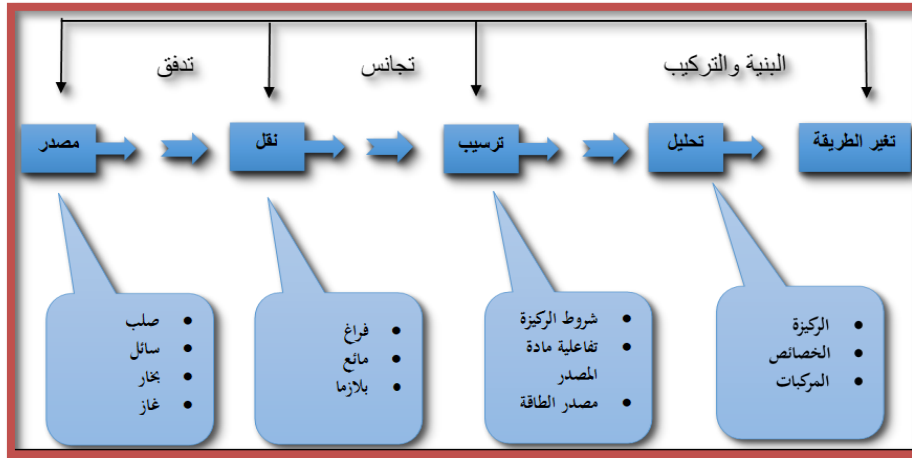 تدفق
تجانس
البنية والتركيب
مصدر
نقل
ترسيب
تحليل
تغير الطريقة
• صلب
• سائل
• بخار
• غاز
• فراغ
• مائع
• بلازما
• شروط الركيزة
• تفاعلية مادة
المصدر
• مصدر الطاقة
• الركيزة
• الخصائص
• المركبات